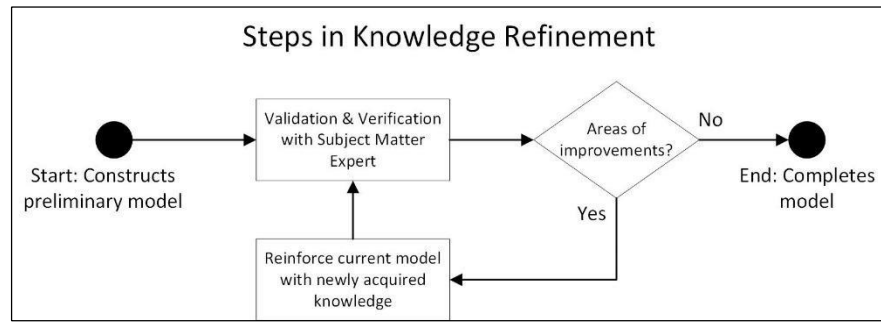 Steps in Knowledge Refinement
Validation & Verification
with Subject Matter
Expert
Areas of
improvements?
No
Start: Constructs
preliminary model
End: Completes
model
Yes
Reinforce current model
with newly acquired
knowledge